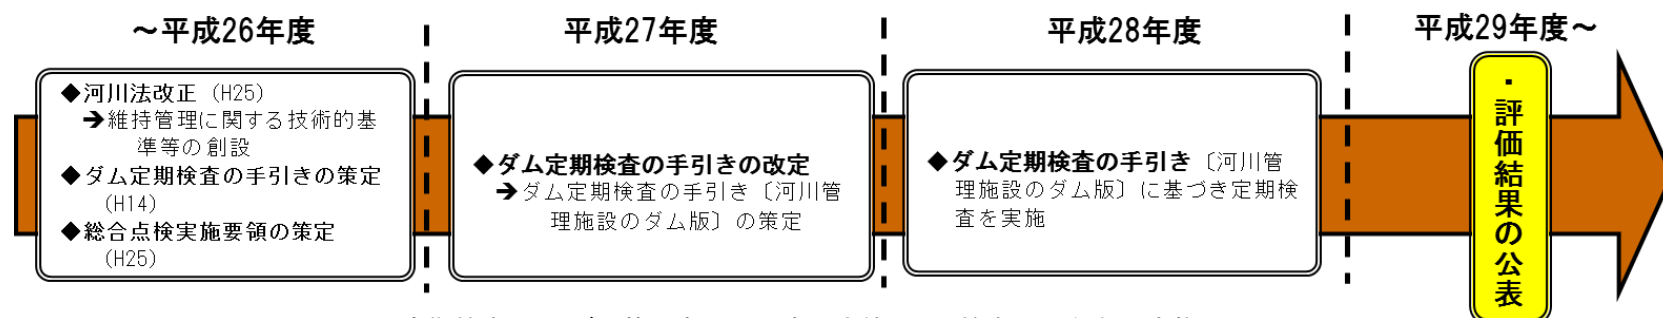 ～平成26年度
◆河川法改正（H25）
➔維持管理に関する技術的基
準等の創設
◆ダム定期検査の手引きの策定
（H14）
◆総合点検実施要領の策定
（H25）
平成27年度
◆ダム定期検査の手引きの改定
➔ダム定期検査の手引き〔河川管
理施設のダム版〕の策定
平成28年度
◆ダム定期検査の手引き〔河川管
理施設のダム版〕に基づき定期検
査を実施
平成29年度～
・評価結果の公表